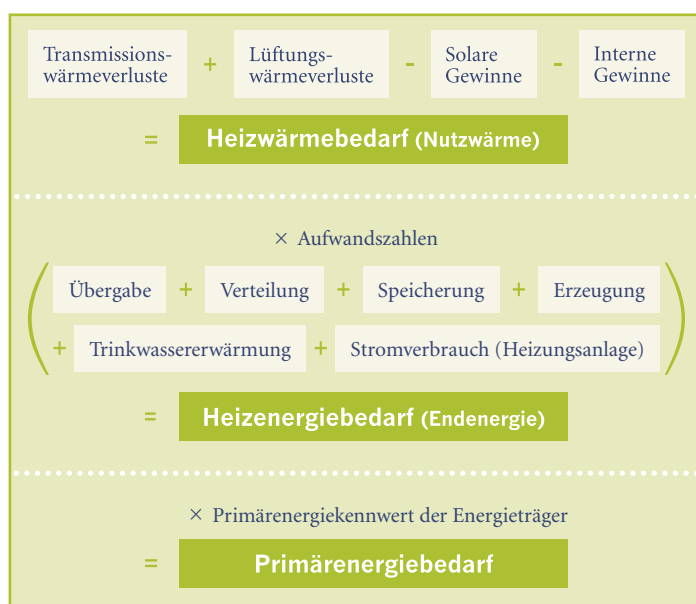 Transmissions-
wärmeverluste
+
Lüftungs-
wärmeverluste
-
Solare
Gewinne
-
Interne
Gewinne
= Heizwärmebedarf (Nutzwärme)
× Aufwandszahlen
( Übergabe + Verteilung + Speicherung + Erzeugung
+ Trinkwassererwärmung + Stromverbrauch (Heizungsanlage) )
= Heizenergiebedarf (Endenergie)
× Primärenergiekennwert der Energieträger
= Primärenergiebedarf